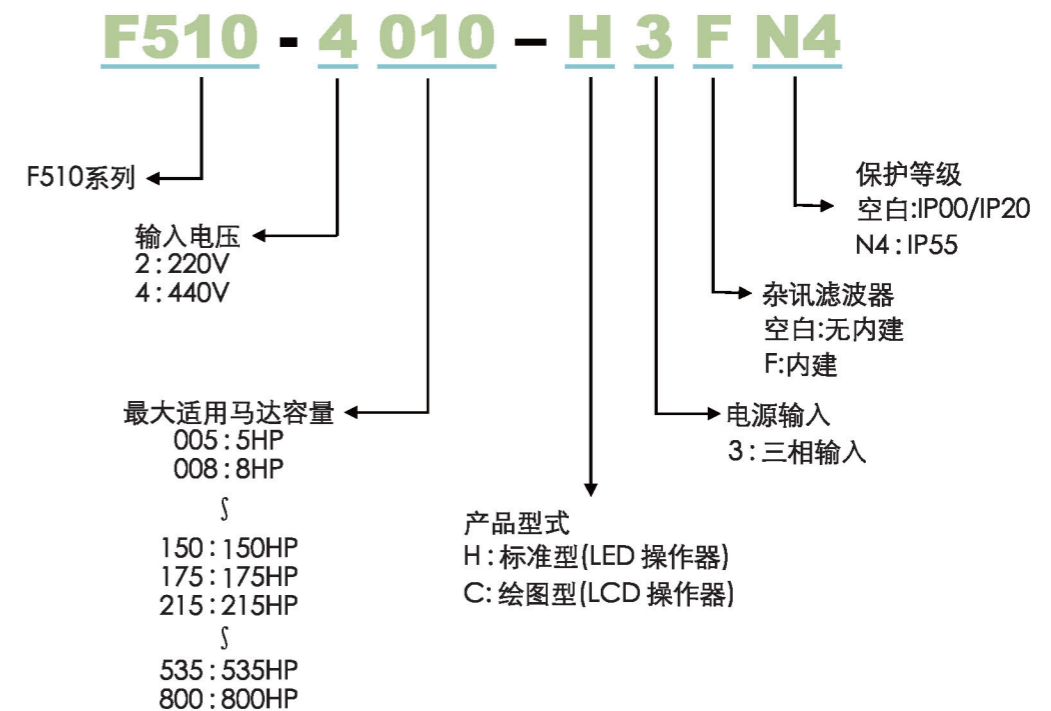 F510 - 4 010 – H 3 F N4
F510系列
输入电压
2:220V
4:440V
最大适用马达容量
005:5HP
008:8HP
∫
150:150HP
175:175HP
215:215HP
∫
535:535HP
800:800HP
产品型式
H:标准型(LED 操作器)
C:绘图型(LCD 操作器)
电源输入
3:三相输入
杂讯滤波器
空白:无内建
F:内建
保护等级
空白:IP00/IP20
N4:IP55